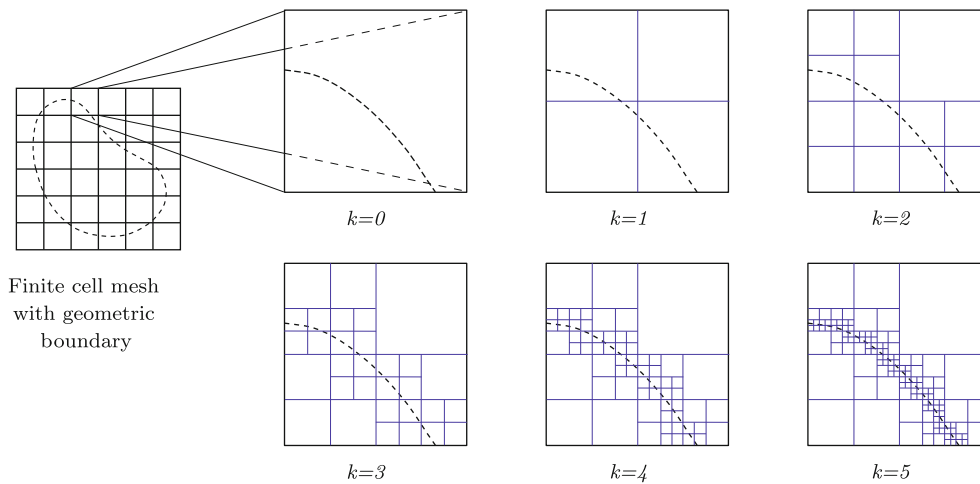 k=0
k=1
k=2
Finite cell mesh
with geometric
boundary
k=3
k=4
k=5